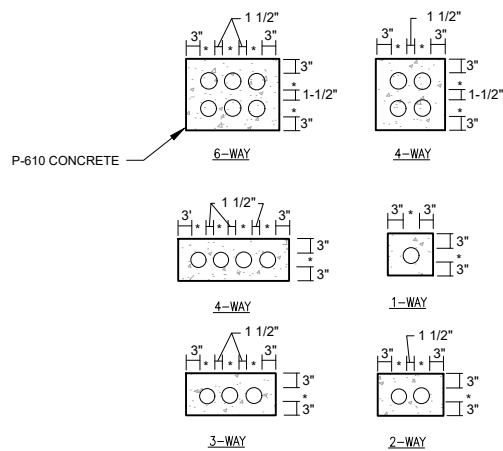 1 1/2"
3" * * * 3"
3"
*
1-1/2"
*
3"
P-610 CONCRETE
6-WAY
1 1/2"
3" * * 3"
3"
*
1-1/2"
*
3"
4-WAY
1 1/2"
3' * * * * 3"
3"
*
3"
4-WAY
3" * 3"
3"
*
3"
1-WAY
1 1/2"
3" * * * 3"
3"
*
3"
3-WAY
1 1/2"
3" * * 3"
3"
*
3"
2-WAY